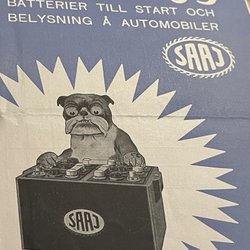 BATTERIER TILL START OCH
BELYSNING Å AUTOMOBILER
SAAJ
SAAJ